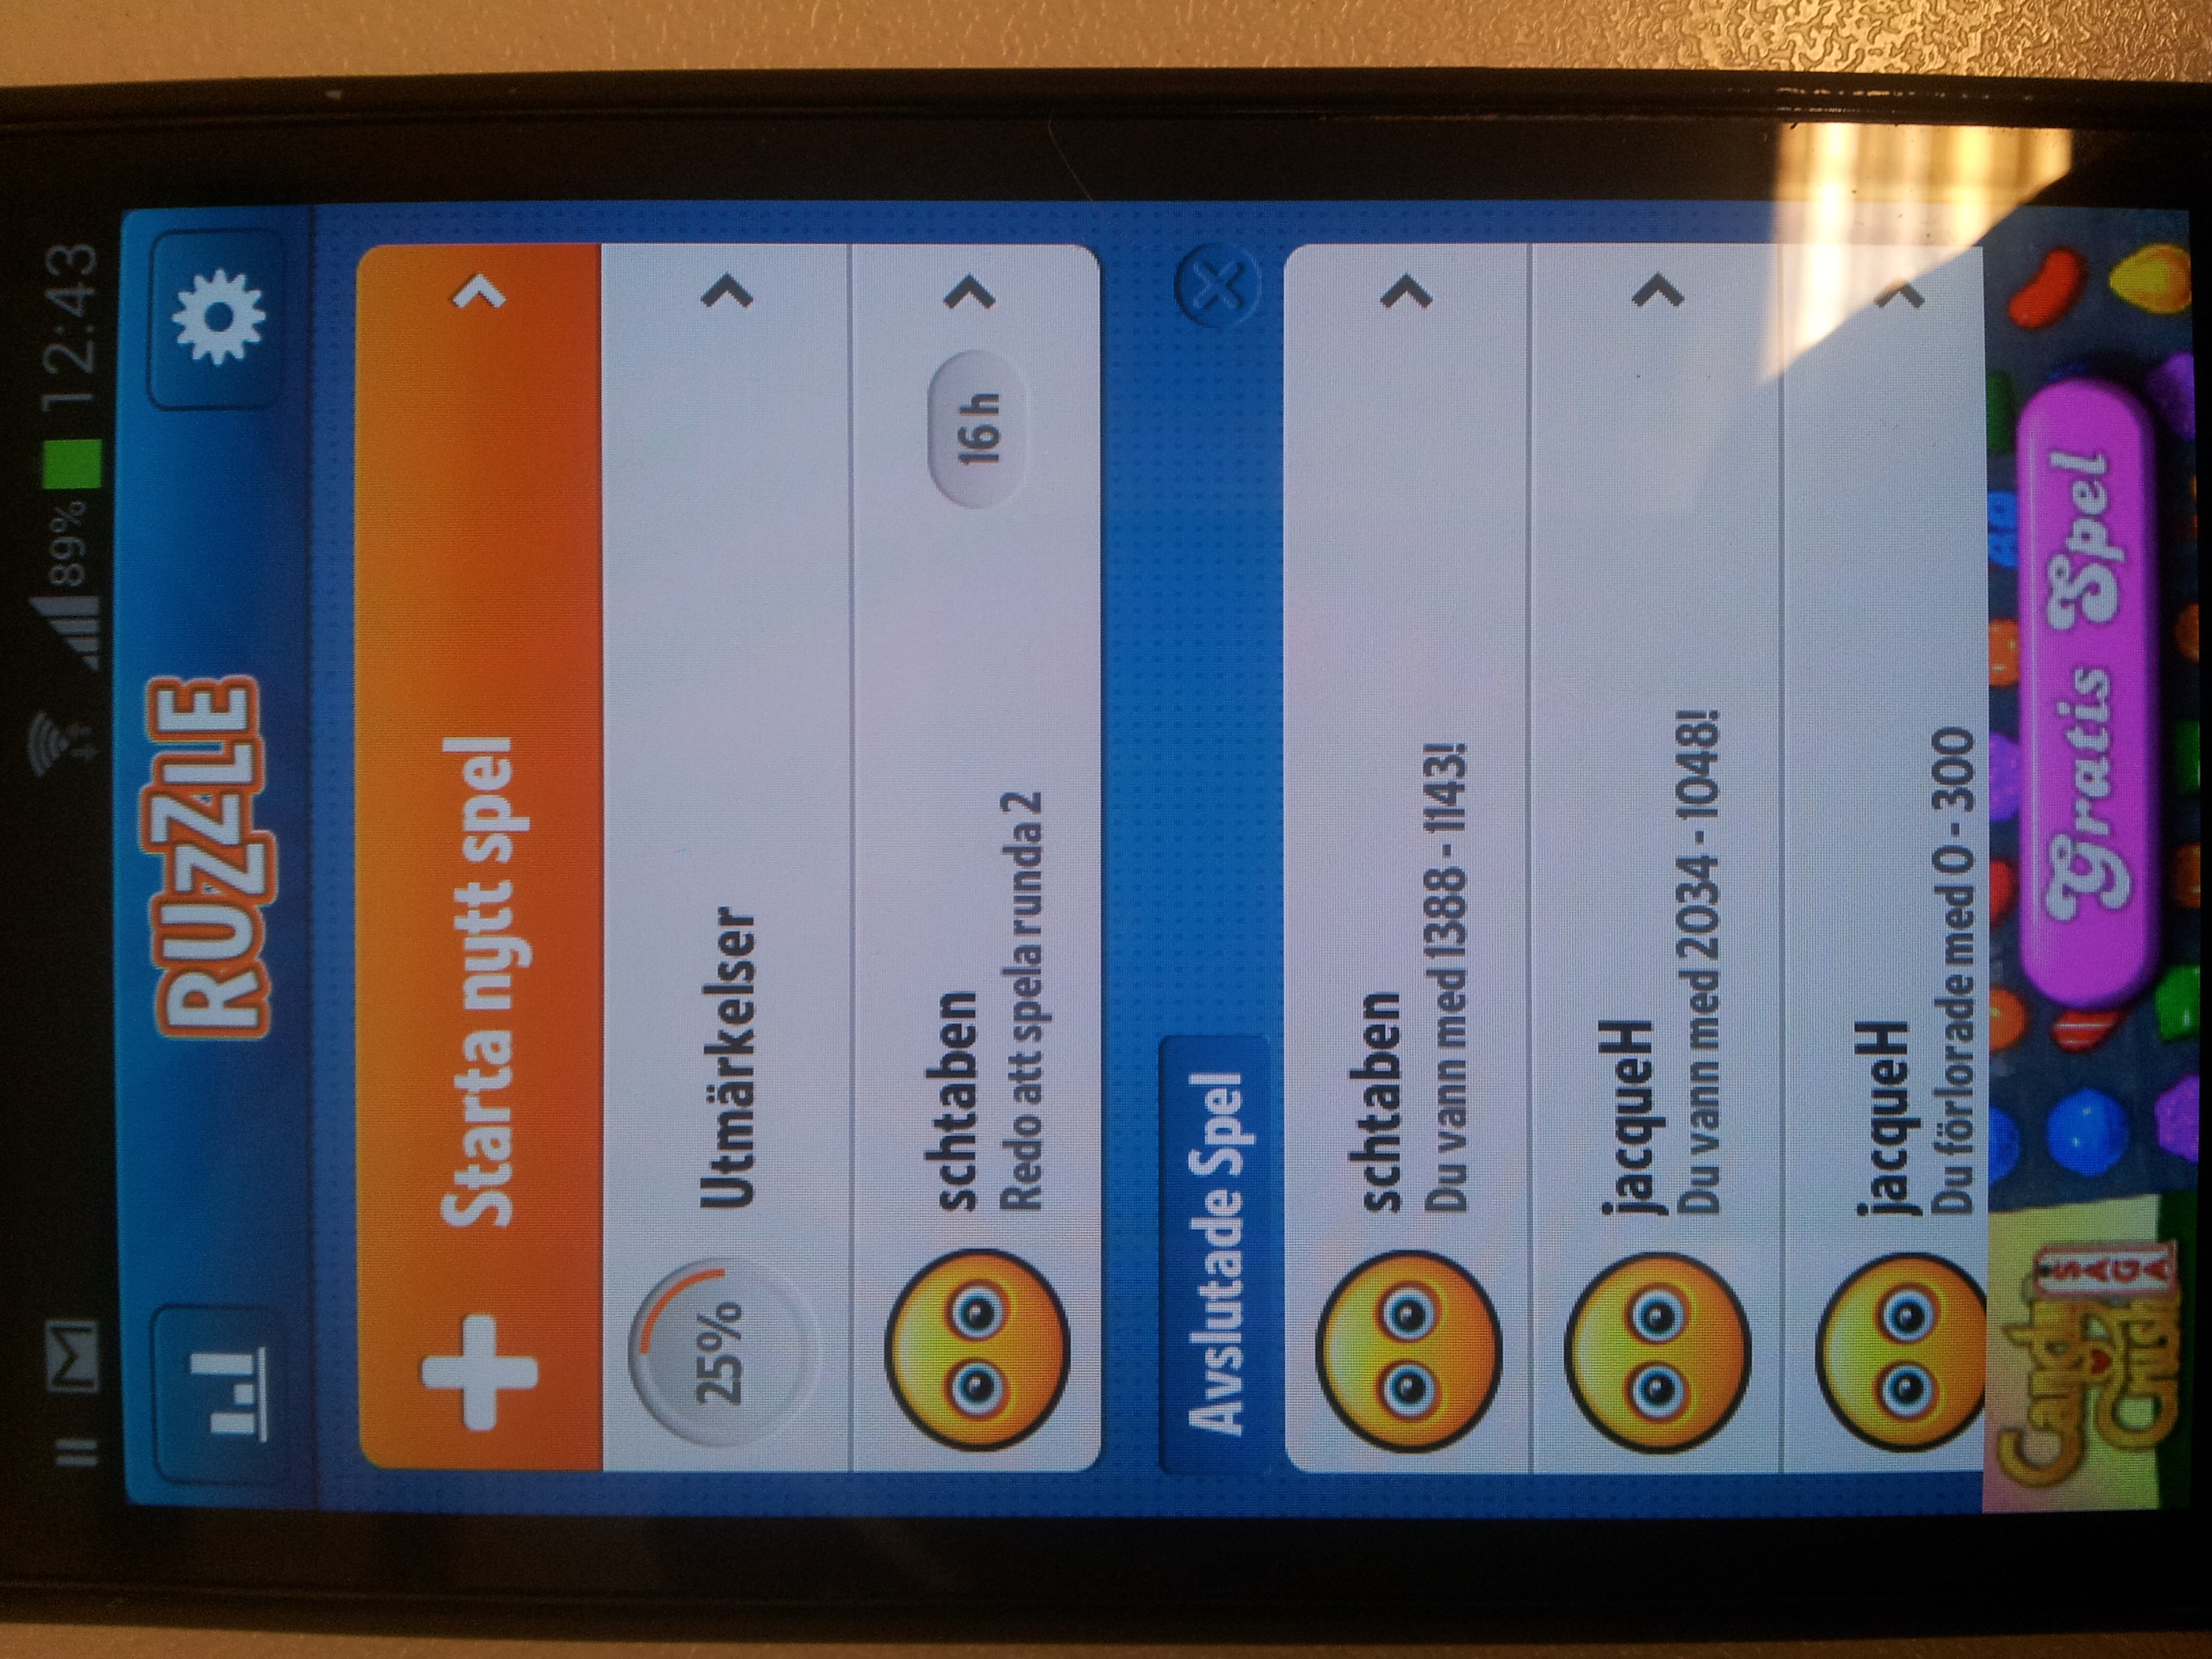 89% 12:43
RUZZLE
Starta nytt spel
25%
Utmärkelser
schtaben
Redo att spela runda 2
16 h
Avslutade Spel
schtaben
Du vann med 1388 - 1143!
jacqueH
Du vann med 2034 - 1048!
jacqueH
Du förlorade med 0 - 300
Candy
Crush
SAGA
Gratis Spel